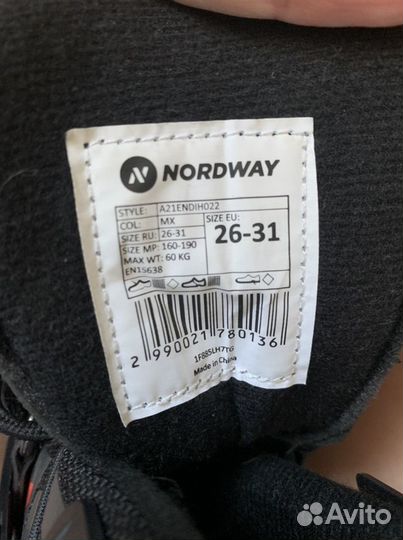 NORDWAY
STYLE: A21ENDIH022
COL: MX
SIZE RU: 26-31
SIZE MP: 160-190
MAX WT: 60 KG
EN15638
SIZE EU:
26-31
2 990021 780136
Made in China
Avito